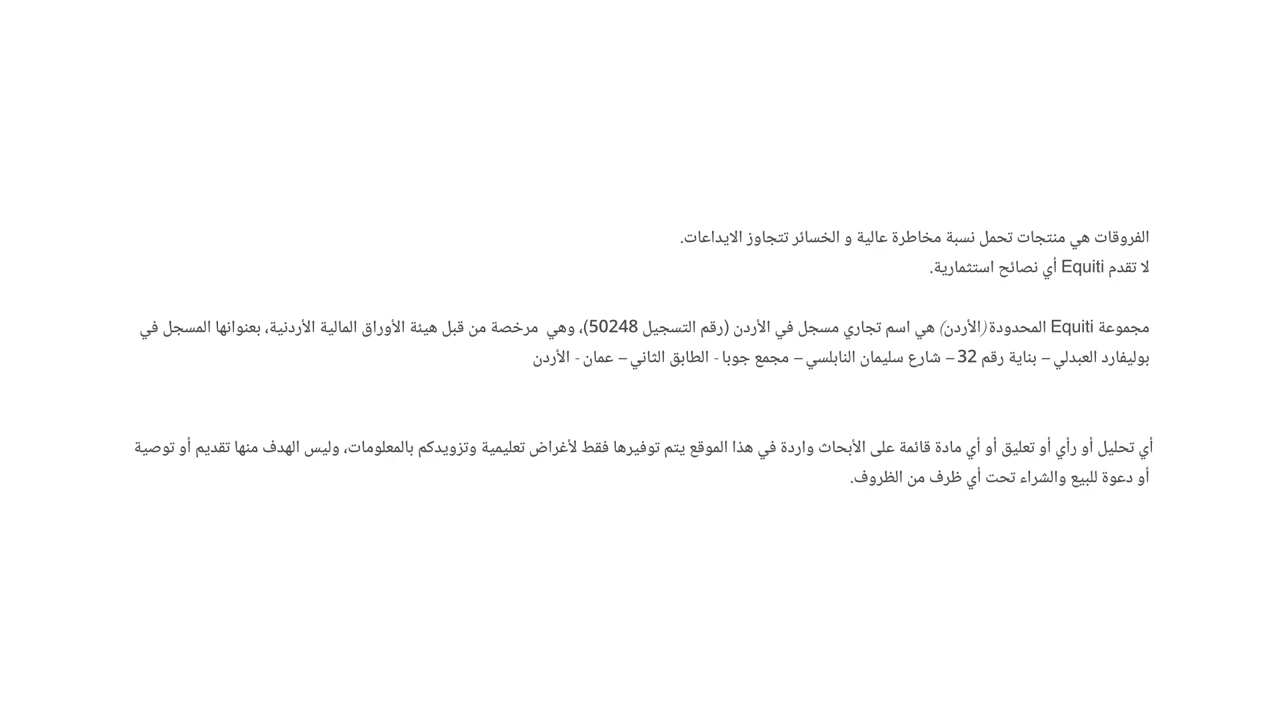 الفروقات هي منتجات تحمل نسبة مخاطرة عالية و الخسائر تتجاوز الايداعات.
لا تقدم Equiti أي نصائح استثمارية.
مجموعة Equiti المحدودة (الأردن) هي اسم تجاري مسجل في الأردن (رقم التسجيل 50248)، وهي مرخصة من قبل هيئة الأوراق المالية الأردنية، بعنوانها المسجل في
بوليفارد العبدلي – بناية رقم 32 – شارع سليمان النابلسي – مجمع جوبا - الطابق الثاني – عمان - الأردن
أي تحليل أو رأي أو تعليق أو أي مادة قائمة على الأبحاث واردة في هذا الموقع يتم توفيرها فقط لأغراض تعليمية وتزويدكم بالمعلومات، وليس الهدف منها تقديم أو توصية
أو دعوة للبيع والشراء تحت أي ظرف من الظروف.